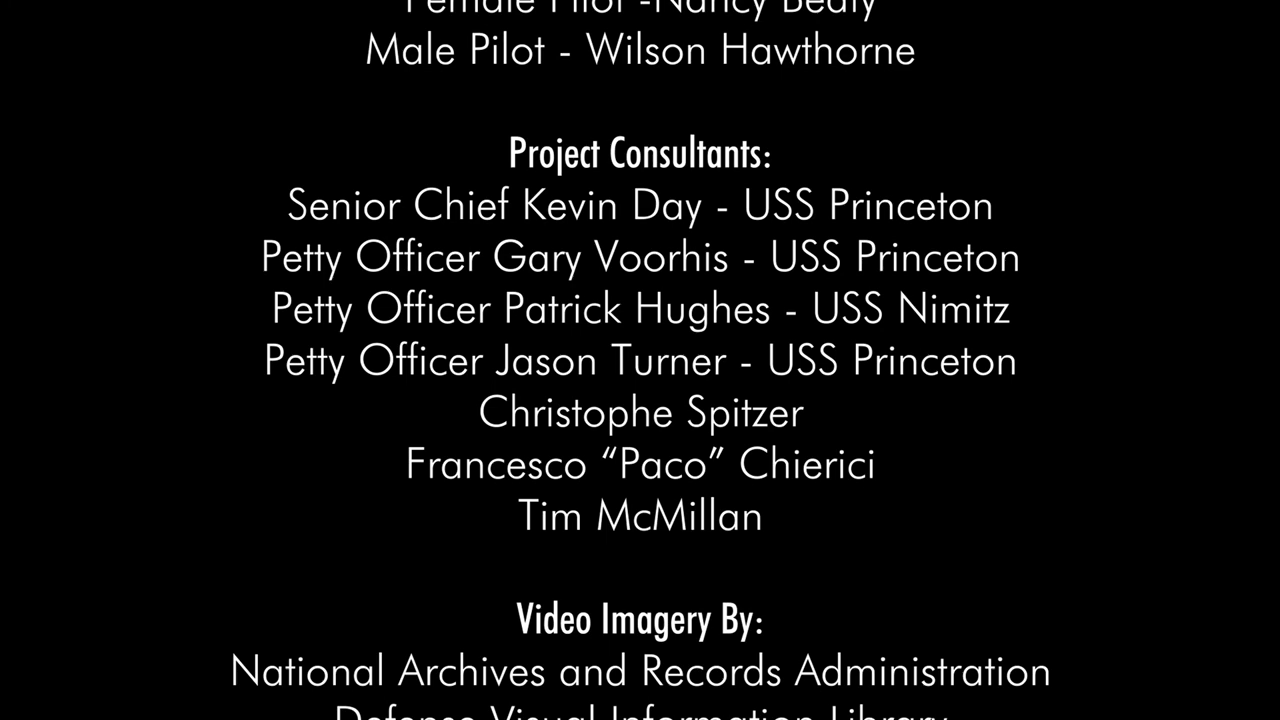 Female Pilot -Nancy Beaty
Male Pilot - Wilson Hawthorne
Project Consultants:
Senior Chief Kevin Day - USS Princeton
Petty Officer Gary Voorhis - USS Princeton
Petty Officer Patrick Hughes - USS Nimitz
Petty Officer Jason Turner - USS Princeton
Christophe Spitzer
Francesco “Paco” Chierici
Tim McMillan
Video Imagery By:
National Archives and Records Administration
Defense Visual Information Library